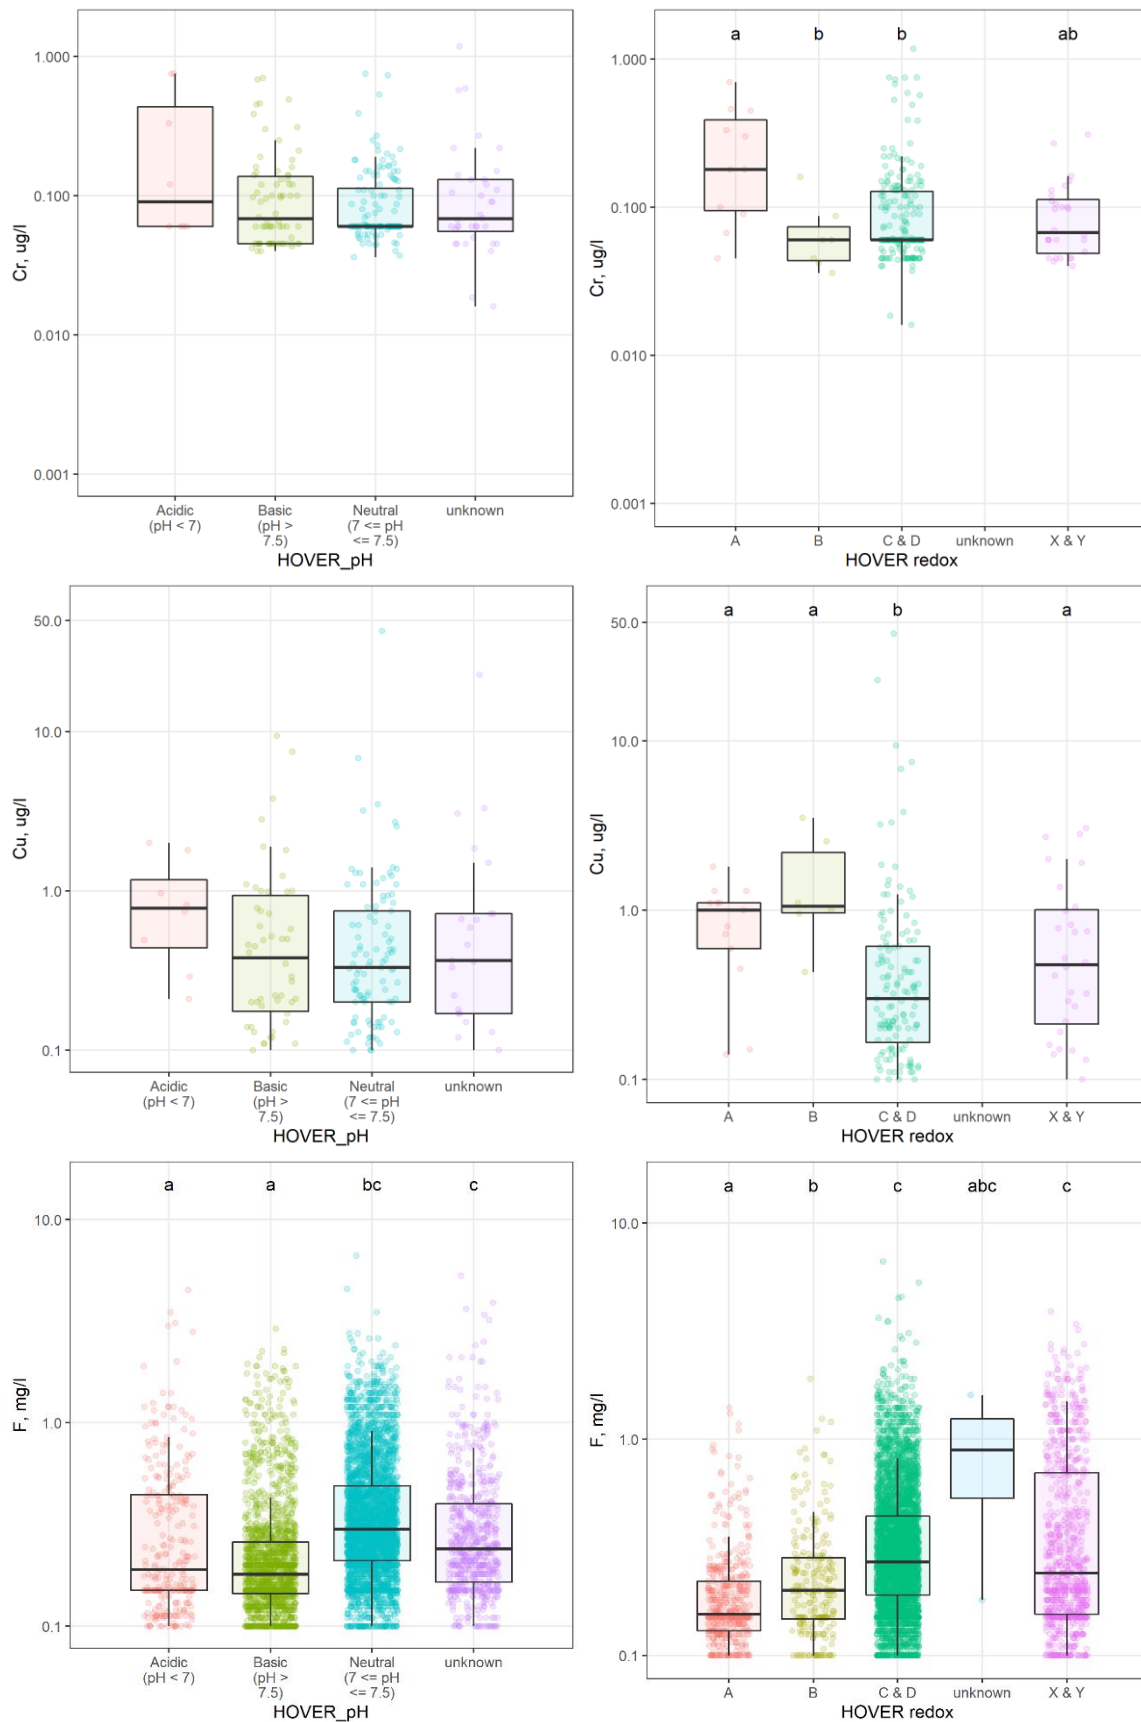 Cr, ug/l
1.000
0.100
0.010
0.001
Acidic
(pH < 7)
Basic
(pH >
7.5)
Neutral
(7 <= pH
<= 7.5)
unknown
HOVER_pH
a b b ab
Cr, ug/l
1.000
0.100
0.010
0.001
A B C & D unknown X & Y
HOVER redox
Cu, ug/l
50.0
10.0
1.0
0.1
Acidic
(pH < 7)
Basic
(pH >
7.5)
Neutral
(7 <= pH
<= 7.5)
unknown
HOVER_pH
a a b a
Cu, ug/l
50.0
10.0
1.0
0.1
A B C & D unknown X & Y
HOVER redox
a a bc c
F, mg/l
10.0
1.0
0.1
Acidic
(pH < 7)
Basic
(pH >
7.5)
Neutral
(7 <= pH
<= 7.5)
unknown
HOVER_pH
a b c abc c
F, mg/l
10.0
1.0
0.1
A B C & D unknown X & Y
HOVER redox